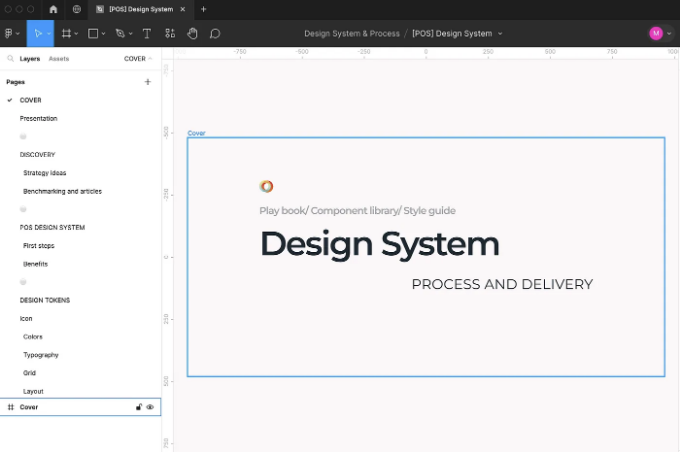 [POS] Design System
Design System & Process / [POS] Design System
M
Layers Assets COVER
Pages
COVER
Presentation
DISCOVERY
Strategy ideas
Benchmarking and articles
POS DESIGN SYSTEM
First steps
Benefits
DESIGN TOKENS
Icon
Colors
Typography
Grid
Layout
Cover
-750 -500 -250 0 250 500 750 1000
-750
-500
-250
0
250
500
750
Cover
Play book/ Component library/ Style guide
Design System
PROCESS AND DELIVERY